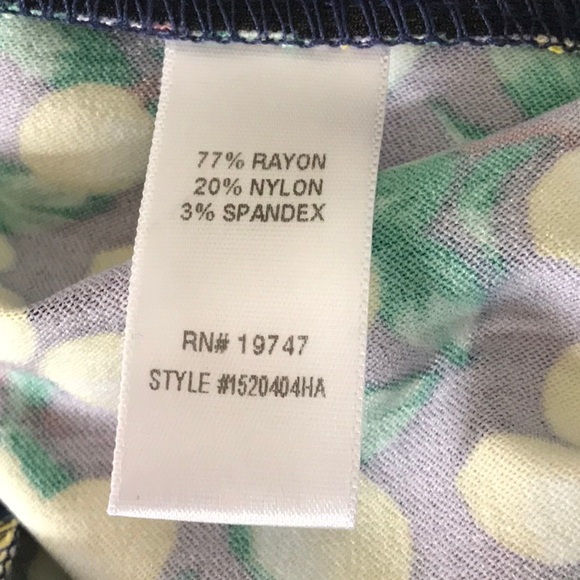 77% RAYON
20% NYLON
3% SPANDEX
RN# 19747
STYLE #1520404HA